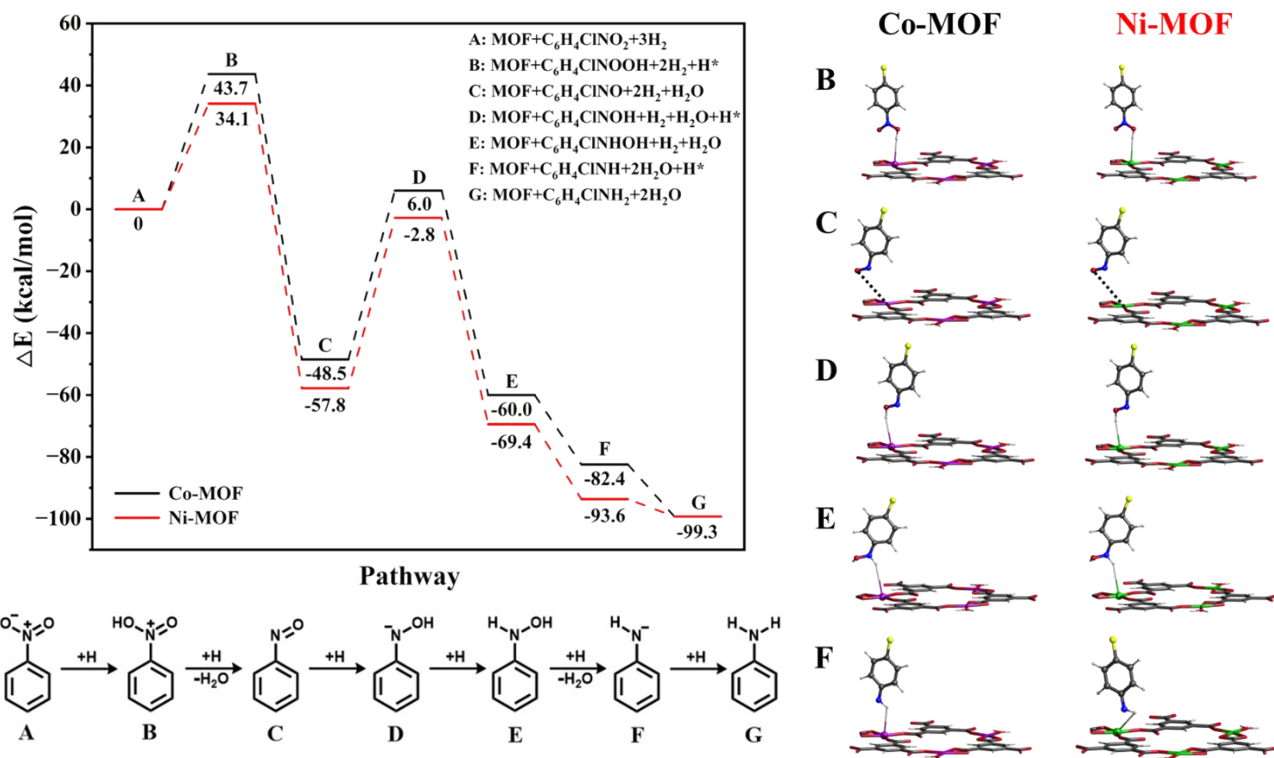 60
40
20
0
−20
−40
−60
−80
−100
△E (kcal/mol)
Pathway
A
0
B
43.7
34.1
C
-48.5
-57.8
D
6.0
-2.8
E
-60.0
-69.4
F
-82.4
-93.6
G
-99.3
A: MOF+C₆H₄ClNO₂+3H₂
B: MOF+C₆H₄ClNOOH+2H₂+H*
C: MOF+C₆H₄ClNO+2H₂+H₂O
D: MOF+C₆H₄ClNOH+H₂+H₂O+H*
E: MOF+C₆H₄ClNHOH+H₂+H₂O
F: MOF+C₆H₄ClNH+2H₂O+H*
G: MOF+C₆H₄ClNH₂+2H₂O
Co-MOF
Ni-MOF
O⁻ N⁺ O
A
+H
HO N⁺ O
B
+H
−H₂O
N O
C
+H
N⁻ OH
D
+H
H N OH
E
+H
−H₂O
H N⁻
F
+H
H N H
G
Co-MOF
Ni-MOF
B
C
D
E
F